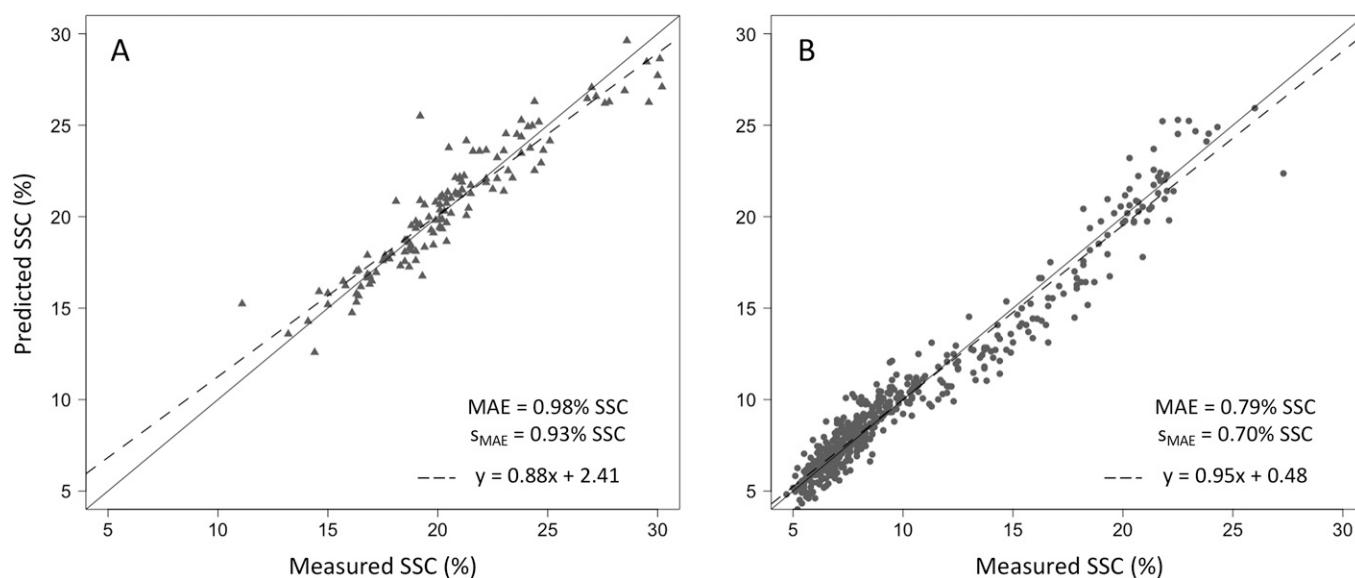 A
B
30
25
20
15
10
5
Predicted SSC (%)
MAE = 0.98% SSC
sMAE = 0.93% SSC
y = 0.88x + 2.41
5 10 15 20 25 30
Measured SSC (%)
30
25
20
15
10
5
MAE = 0.79% SSC
sMAE = 0.70% SSC
y = 0.95x + 0.48
5 10 15 20 25 30
Measured SSC (%)